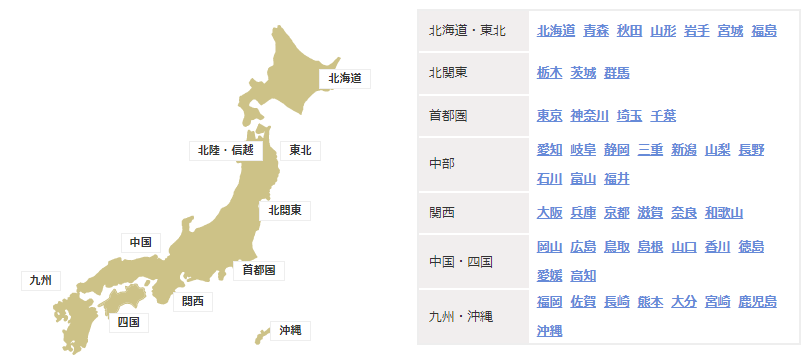 北海道
北陸・信越
東北
北関東
中国
首都圏
九州
関西
四国
沖縄
北海道・東北 北海道 青森 秋田 山形 岩手 宮城 福島
北関東 栃木 茨城 群馬
首都圏 東京 神奈川 埼玉 千葉
中部 愛知 岐阜 静岡 三重 新潟 山梨 長野
石川 富山 福井
関西 大阪 兵庫 京都 滋賀 奈良 和歌山
中国・四国 岡山 広島 鳥取 島根 山口 香川 徳島
愛媛 高知
九州・沖縄 福岡 佐賀 長崎 熊本 大分 宮崎 鹿児島
沖縄